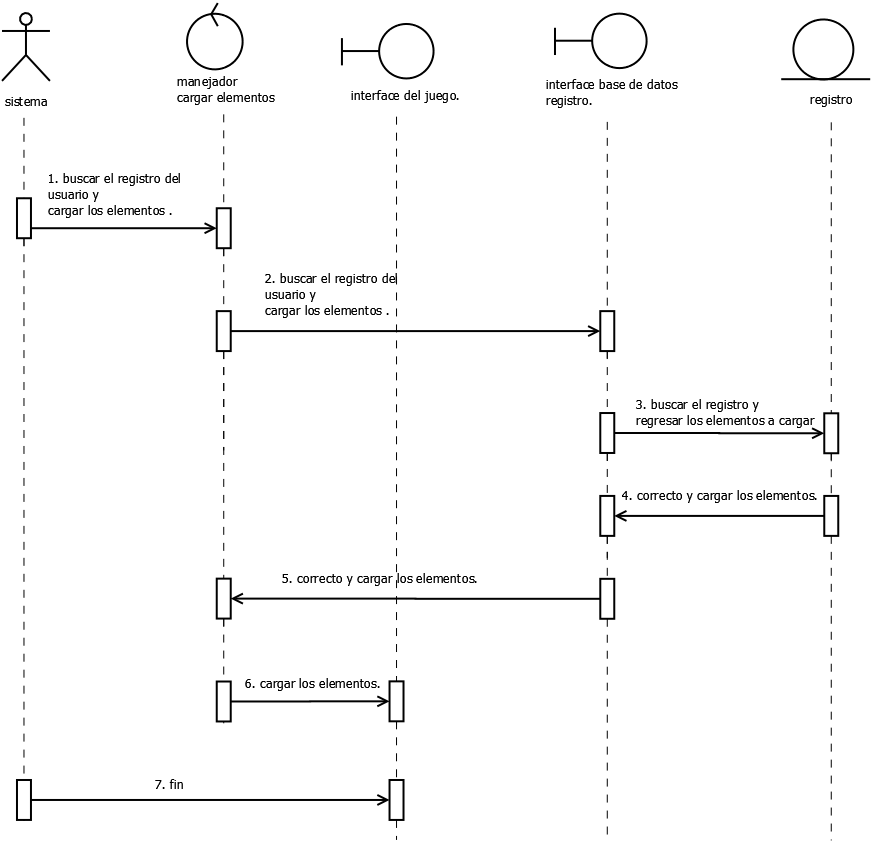 sistema
manejador
cargar elementos
interface del juego.
interface base de datos
registro.
registro
1. buscar el registro del
usuario y
cargar los elementos .
2. buscar el registro del
usuario y
cargar los elementos .
3. buscar el registro y
regresar los elementos a cargar
4. correcto y cargar los elementos.
5. correcto y cargar los elementos.
6. cargar los elementos.
7. fin